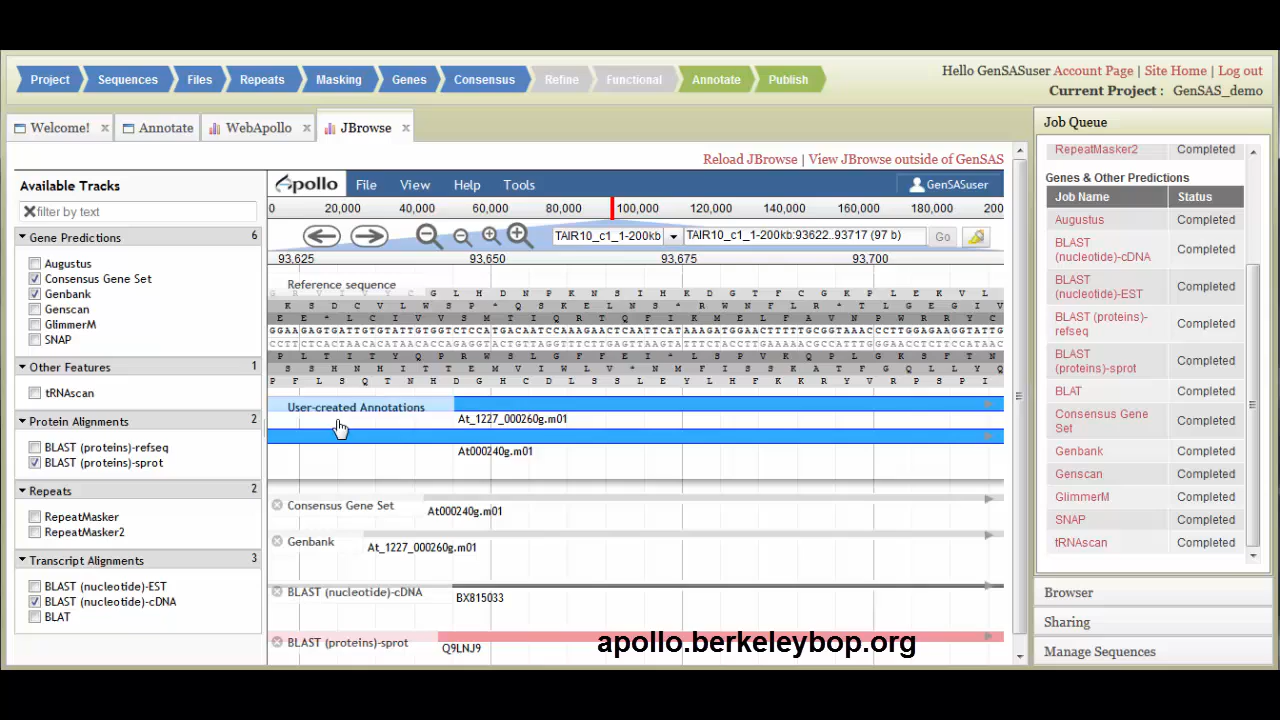 Project Sequences Files Repeats Masking Genes Consensus Refine Functional Annotate Publish
Hello GenSASuser Account Page | Site Home | Log out
Current Project : GenSAS_demo
Welcome! Annotate WebApollo JBrowse
Reload JBrowse | View JBrowse outside of GenSAS
Available Tracks
filter by text
Gene Predictions 6
Augustus
Consensus Gene Set
Genbank
Genscan
GlimmerM
SNAP
Other Features 1
tRNAscan
Protein Alignments 2
BLAST (proteins)-refseq
BLAST (proteins)-sprot
Repeats 2
RepeatMasker
RepeatMasker2
Transcript Alignments 3
BLAST (nucleotide)-EST
BLAST (nucleotide)-cDNA
BLAT
Apollo File View Help Tools GenSASuser
0 20,000 40,000 60,000 80,000 100,000 120,000 140,000 160,000 180,000 200
TAIR10_c1_1-200kb TAIR10_c1_1-200kb:93622..93717 (97 b) Go
93,625 93,650 93,675 93,700
Reference sequence
User-created Annotations
At_1227_000260g.m01
At000240g.m01
Consensus Gene Set
At000240g.m01
Genbank
At_1227_000260g.m01
BLAST (nucleotide)-cDNA
BX815033
BLAST (proteins)-sprot
Q9LNJ9
apollo.berkeleybop.org
Job Queue
RepeatMasker2 Completed
Genes & Other Predictions
Job Name Status
Augustus Completed
BLAST (nucleotide)-cDNA Completed
BLAST (nucleotide)-EST Completed
BLAST (proteins)-refseq Completed
BLAST (proteins)-sprot Completed
BLAT Completed
Consensus Gene Set Completed
Genbank Completed
Genscan Completed
GlimmerM Completed
SNAP Completed
tRNAscan Completed
Browser
Sharing
Manage Sequences